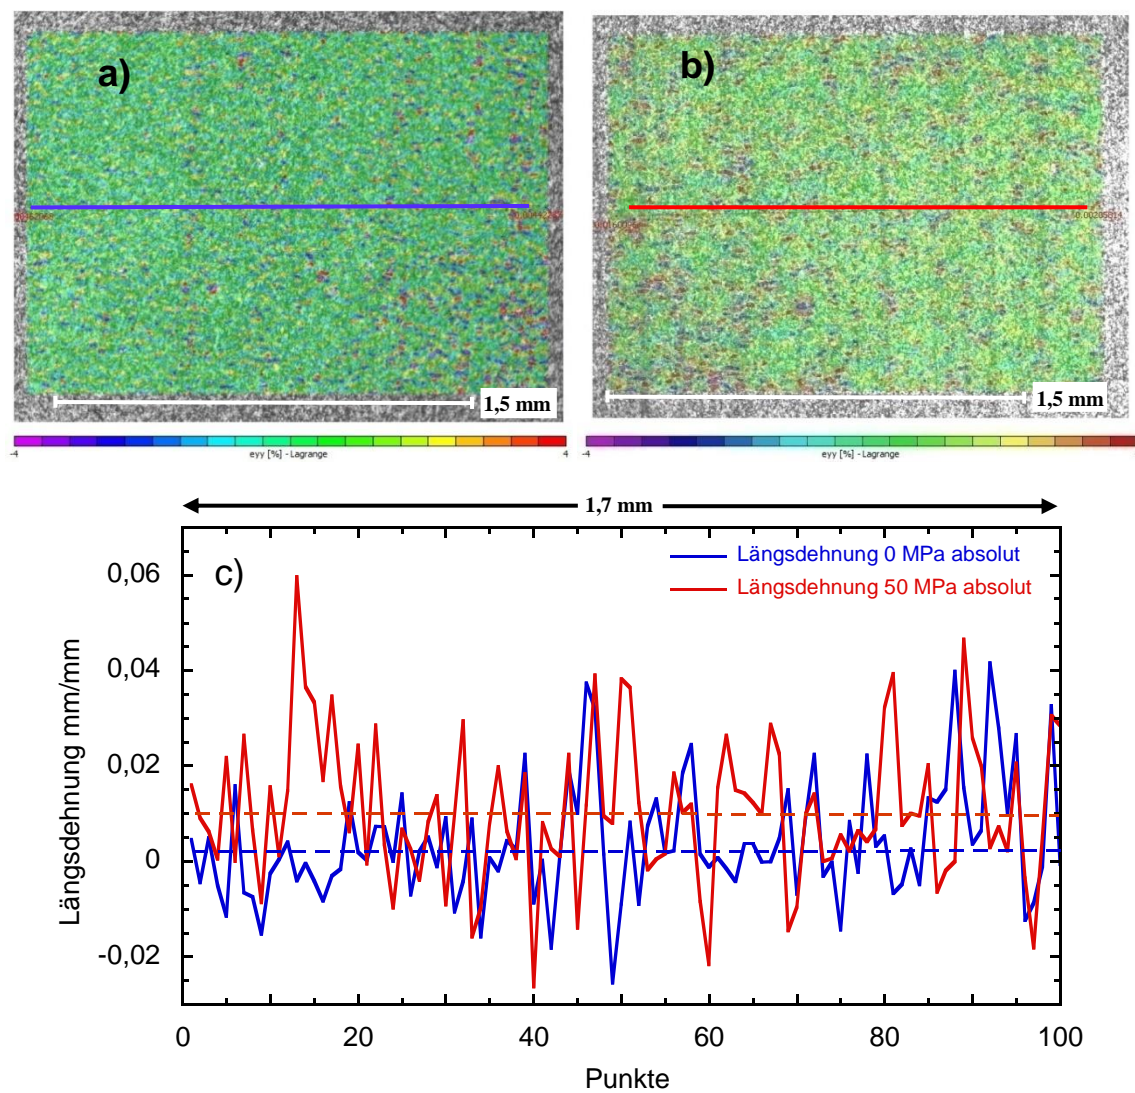 a)
b)
1,5 mm
1,5 mm
-4
eyy [%] - Lagrange
4
-4
eyy [%] - Lagrange
1,7 mm
c)
Längsdehnung 0 MPa absolut
Längsdehnung 50 MPa absolut
0,06
0,04
0,02
0
-0,02
Längsdehnung mm/mm
0
20
40
60
80
100
Punkte